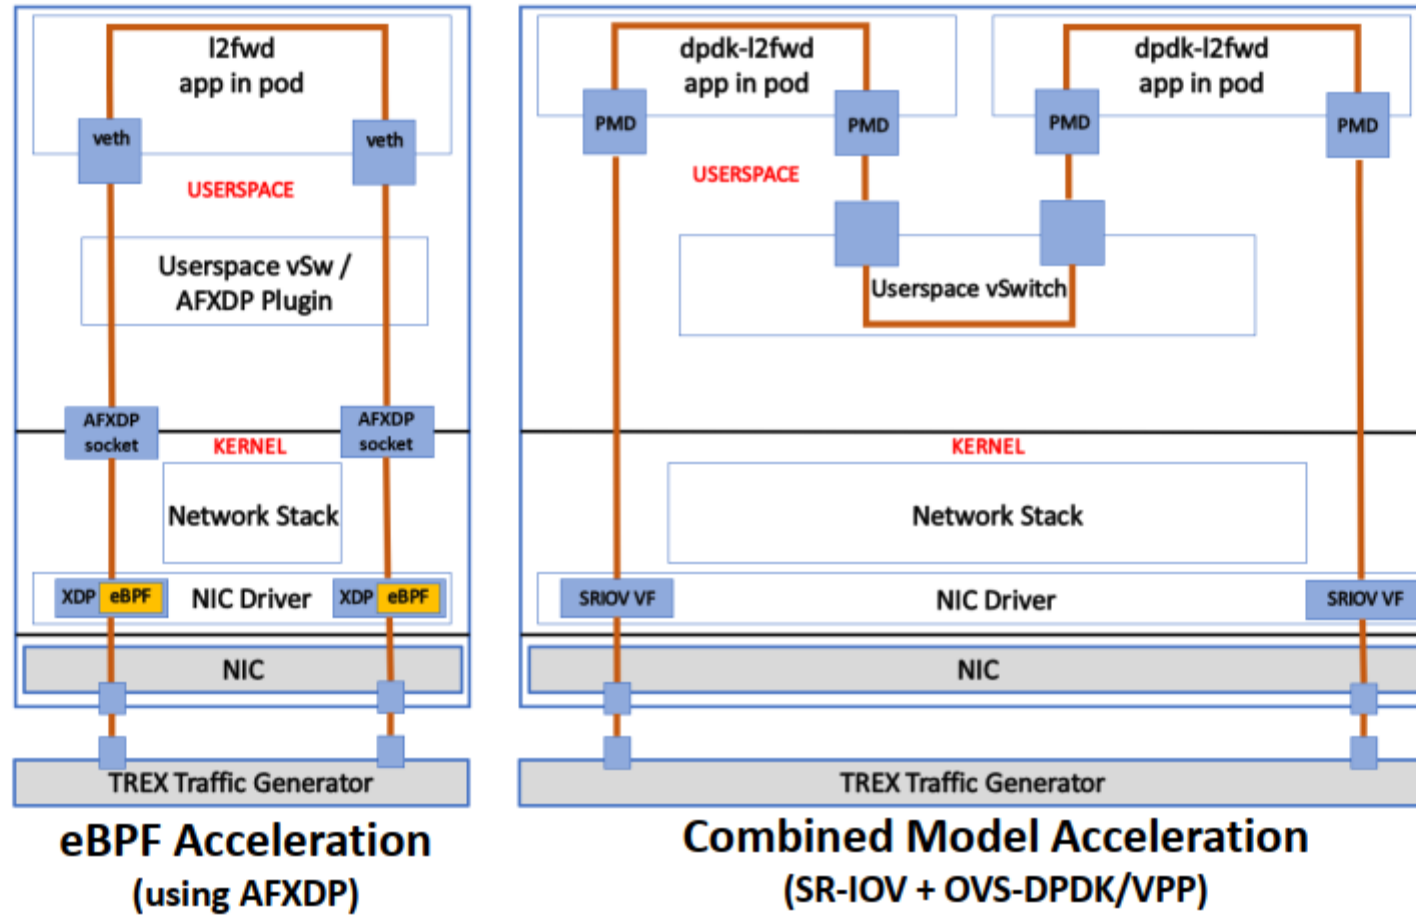 l2fwd
app in pod
veth
veth
USERSPACE
Userspace vSw /
AFXDP Plugin
AFXDP
socket
AFXDP
socket
KERNEL
Network Stack
XDP
eBPF
NIC Driver
XDP
eBPF
NIC
TREX Traffic Generator
eBPF Acceleration
(using AFXDP)
dpdk-l2fwd
app in pod
dpdk-l2fwd
app in pod
PMD
PMD
PMD
PMD
USERSPACE
Userspace vSwitch
KERNEL
Network Stack
SRIOV VF
NIC Driver
SRIOV VF
NIC
TREX Traffic Generator
Combined Model Acceleration
(SR-IOV + OVS-DPDK/VPP)